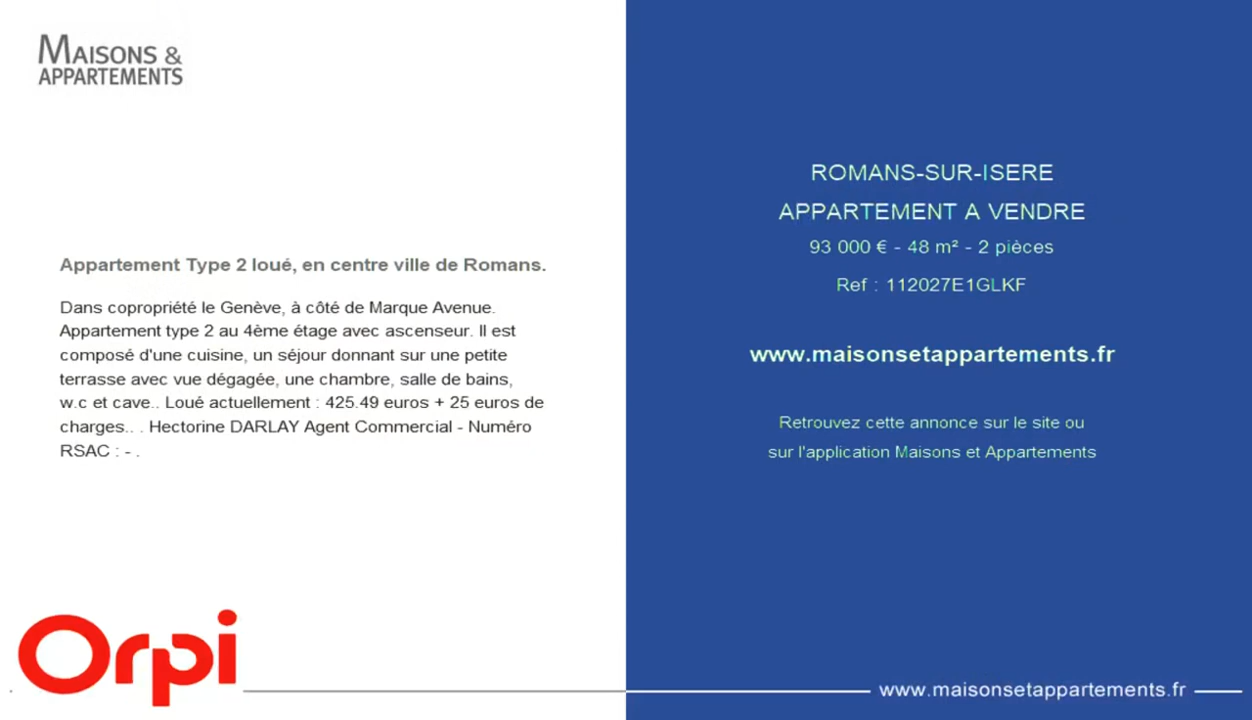 MAISONS &
APPARTEMENTS
Appartement Type 2 loué, en centre ville de Romans.
Dans copropriété le Genève, à côté de Marque Avenue.
Appartement type 2 au 4ème étage avec ascenseur. Il est
composé d'une cuisine, un séjour donnant sur une petite
terrasse avec vue dégagée, une chambre, salle de bains,
w.c et cave.. Loué actuellement : 425.49 euros + 25 euros de
charges.. . Hectorine DARLAY Agent Commercial - Numéro
RSAC : - .
Orpi
ROMANS-SUR-ISERE
APPARTEMENT A VENDRE
93 000 € - 48 m² - 2 pièces
Ref : 112027E1GLKF
www.maisonsetappartements.fr
Retrouvez cette annonce sur le site ou
sur l'application Maisons et Appartements
www.maisonsetappartements.fr